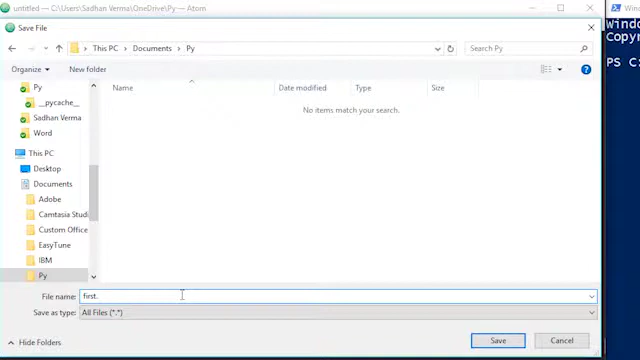 untitled — C:\Users\Sadhan Verma\OneDrive\Py — Atom
Save File
This PC > Documents > Py
Search Py
Organize
New folder
Name
Date modified
Type
Size
No items match your search.
Py
__pycache__
Sadhan Verma
Word
This PC
Desktop
Documents
Adobe
Camtasia Studi
Custom Office
EasyTune
IBM
Py
File name:
first.
Save as type:
All Files (*.*)
Hide Folders
Save
Cancel
Windo
Windo
Copyr
PS C: